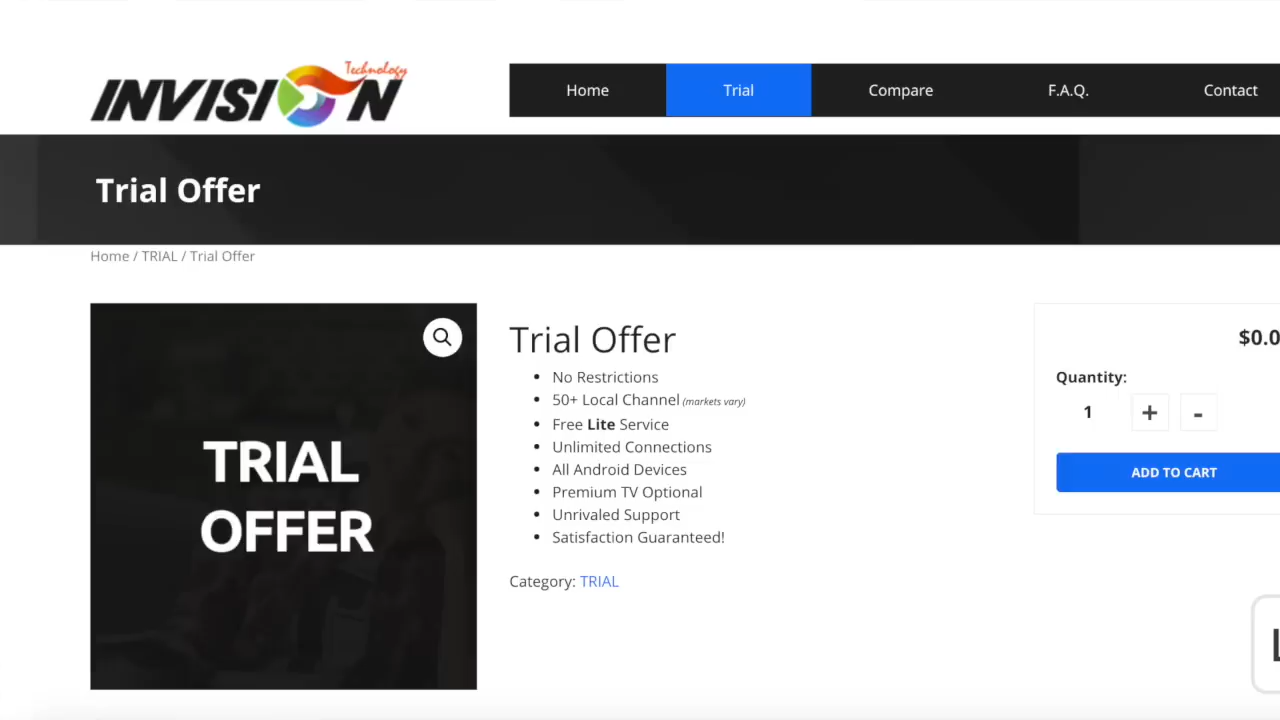 INVISION Technology
Home Trial Compare F.A.Q. Contact
Trial Offer
Home / TRIAL / Trial Offer
TRIAL
OFFER
Trial Offer
No Restrictions
50+ Local Channel (markets vary)
Free Lite Service
Unlimited Connections
All Android Devices
Premium TV Optional
Unrivaled Support
Satisfaction Guaranteed!
Category: TRIAL
$0.0
Quantity:
1 + -
ADD TO CART